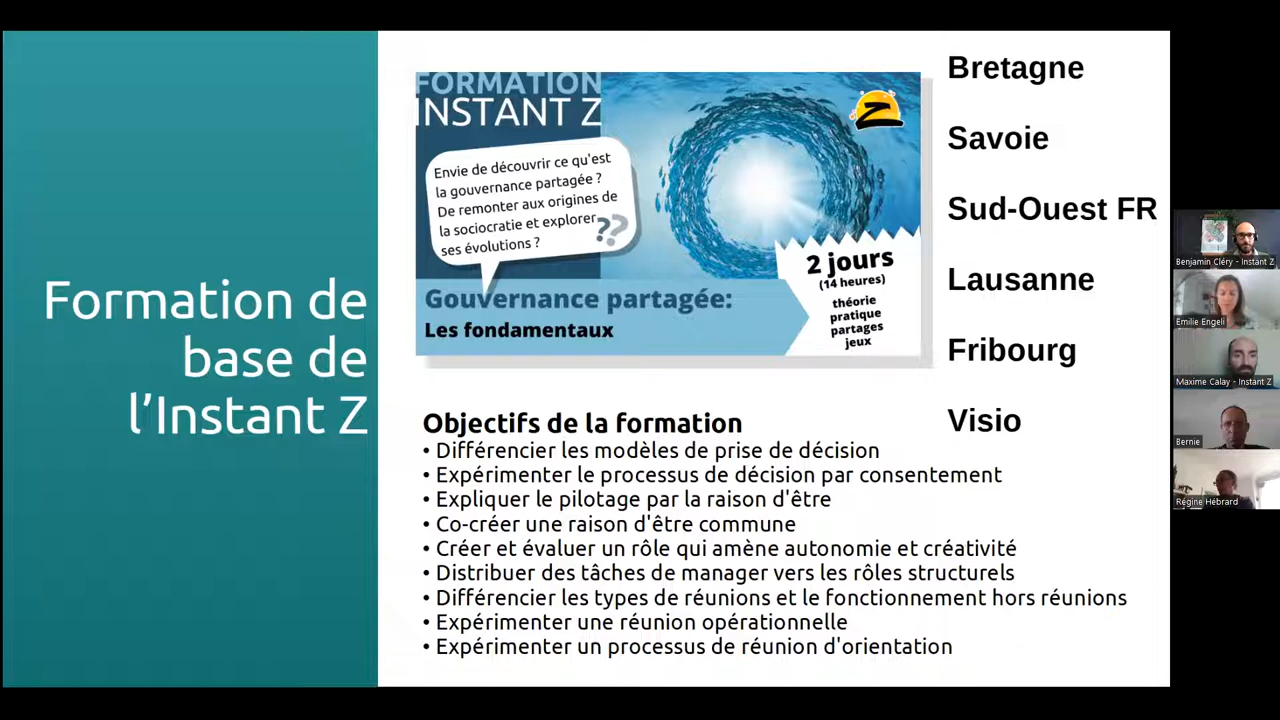 Formation de
base de
l'Instant Z
FORMATION
INSTANT Z
Envie de découvrir ce qu'est
la gouvernance partagée ?
De remonter aux origines de
la sociocratie et explorer
ses évolutions ?
??
Z
2 jours
(14 heures)
théorie
pratique
partages
jeux
Gouvernance partagée:
Les fondamentaux
Objectifs de la formation
• Différencier les modèles de prise de décision
• Expérimenter le processus de décision par consentement
• Expliquer le pilotage par la raison d'être
• Co-créer une raison d'être commune
• Créer et évaluer un rôle qui amène autonomie et créativité
• Distribuer des tâches de manager vers les rôles structurels
• Différencier les types de réunions et le fonctionnement hors réunions
• Expérimenter une réunion opérationnelle
• Expérimenter un processus de réunion d'orientation
Bretagne
Savoie
Sud-Ouest FR
Lausanne
Fribourg
Visio
Benjamin Cléry - Instant Z
Emilie Engeli
Maxime Calay - Instant Z
Bernie
Régine Hébrard